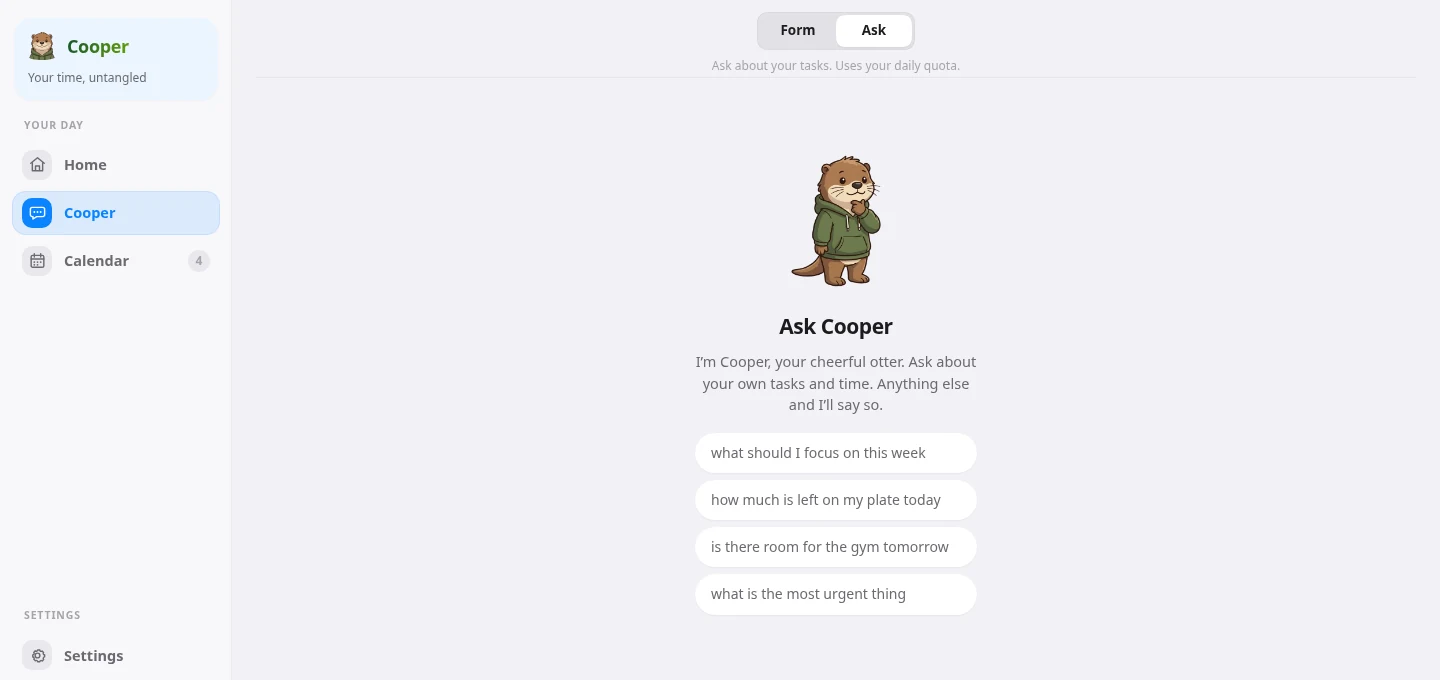 Cooper
Your time, untangled
YOUR DAY
Home
Cooper
Calendar
4
SETTINGS
Settings
Form
Ask
Ask about your tasks. Uses your daily quota.
Ask Cooper
I’m Cooper, your cheerful otter. Ask about
your own tasks and time. Anything else
and I’ll say so.
what should I focus on this week
how much is left on my plate today
is there room for the gym tomorrow
what is the most urgent thing